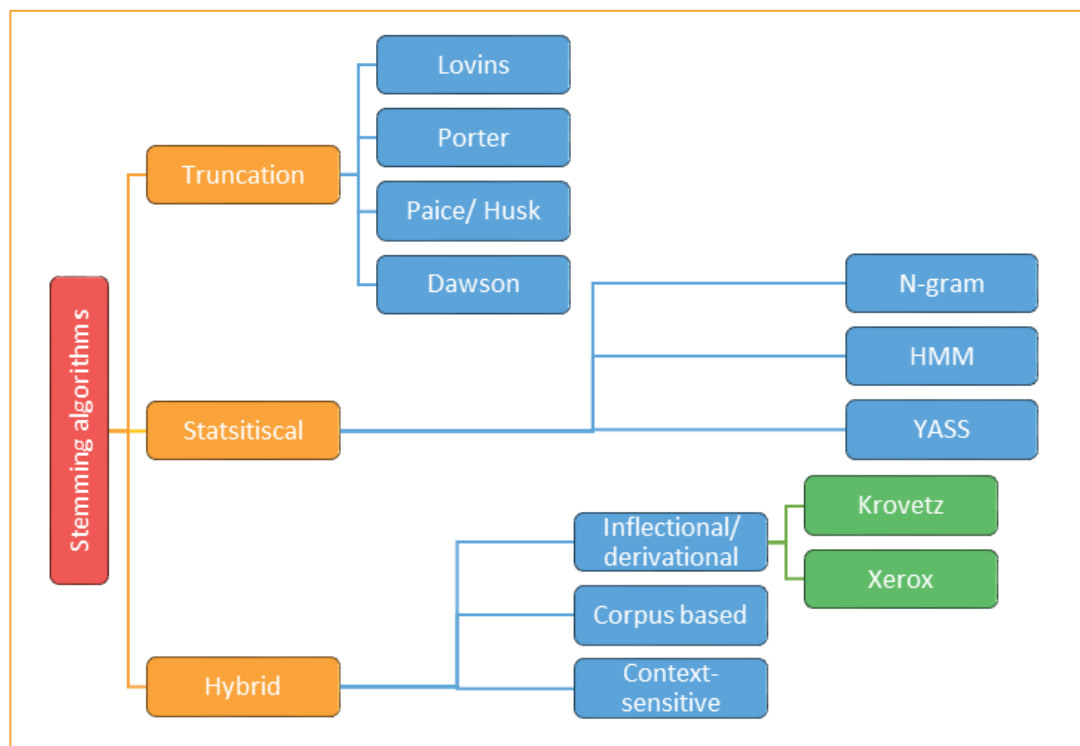 Stemming algorithms
Truncation
Lovins
Porter
Paice/ Husk
Dawson
Statsitiscal
N-gram
HMM
YASS
Hybrid
Inflectional/
derivational
Krovetz
Xerox
Corpus based
Context-
sensitive